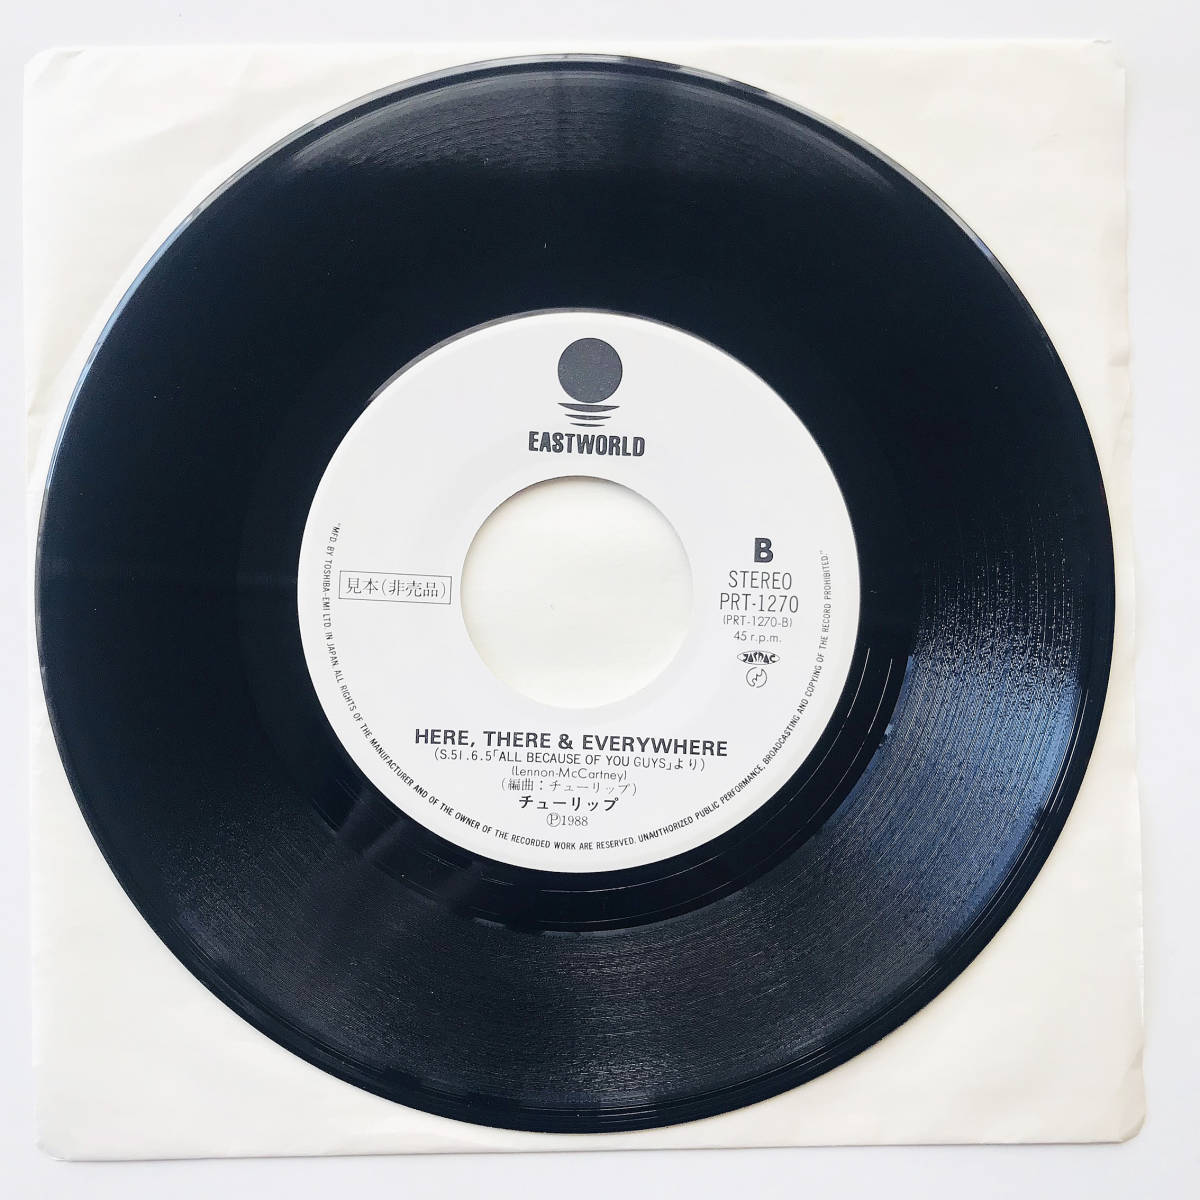 EASTWORLD
見本(非売品)
B
STEREO
PRT-1270
(PRT-1270-B)
45 r.p.m.
JASRAC
HERE, THERE & EVERYWHERE
(S.51.6.5「ALL BECAUSE OF YOU GUYS」より)
(Lennon-McCartney)
(編曲:チューリップ)
チューリップ
Ⓟ1988
"MFD. BY TOSHIBA-EMI LTD. IN JAPAN. ALL RIGHTS OF THE MANUFACTURER AND OF THE OWNER OF THE RECORDED WORK ARE RESERVED. UNAUTHORIZED PUBLIC PERFORMANCE, BROADCASTING AND COPYING OF THE RECORD PROHIBITED."